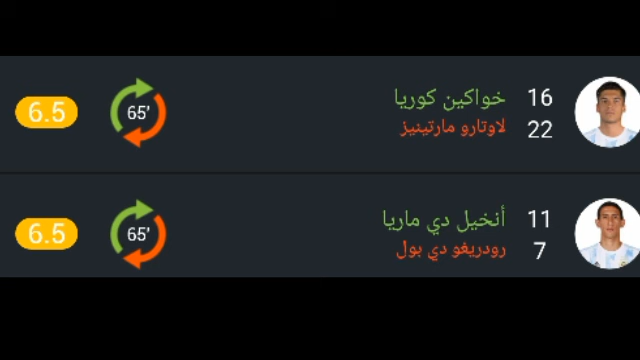 16 خواكين كوريا 65’ 6.5
22 لاوتارو مارتينيز
11 أنخيل دي ماريا 65’ 6.5
7 رودريغو دي بول